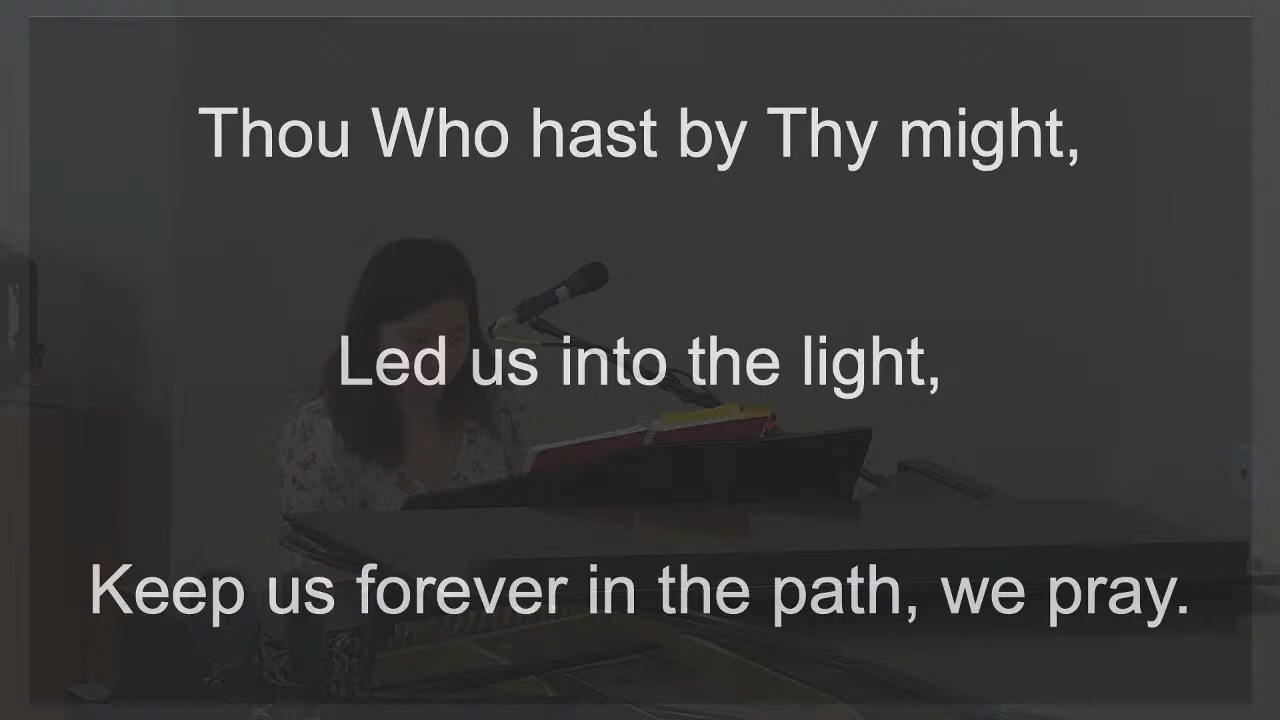 Thou Who hast by Thy might,
Led us into the light,
Keep us forever in the path, we pray.